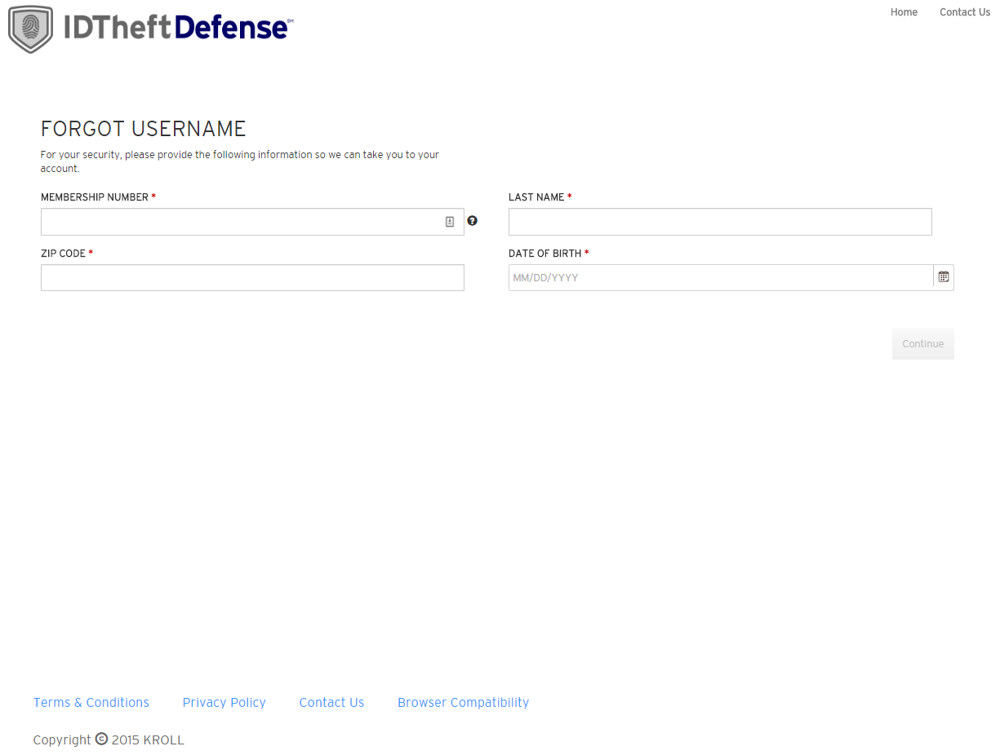 IDTheftDefense℠
Home
Contact Us
FORGOT USERNAME
For your security, please provide the following information so we can take you to your
account.
MEMBERSHIP NUMBER *
LAST NAME *
ZIP CODE *
DATE OF BIRTH *
MM/DD/YYYY
Continue
Terms & Conditions
Privacy Policy
Contact Us
Browser Compatibility
Copyright © 2015 KROLL